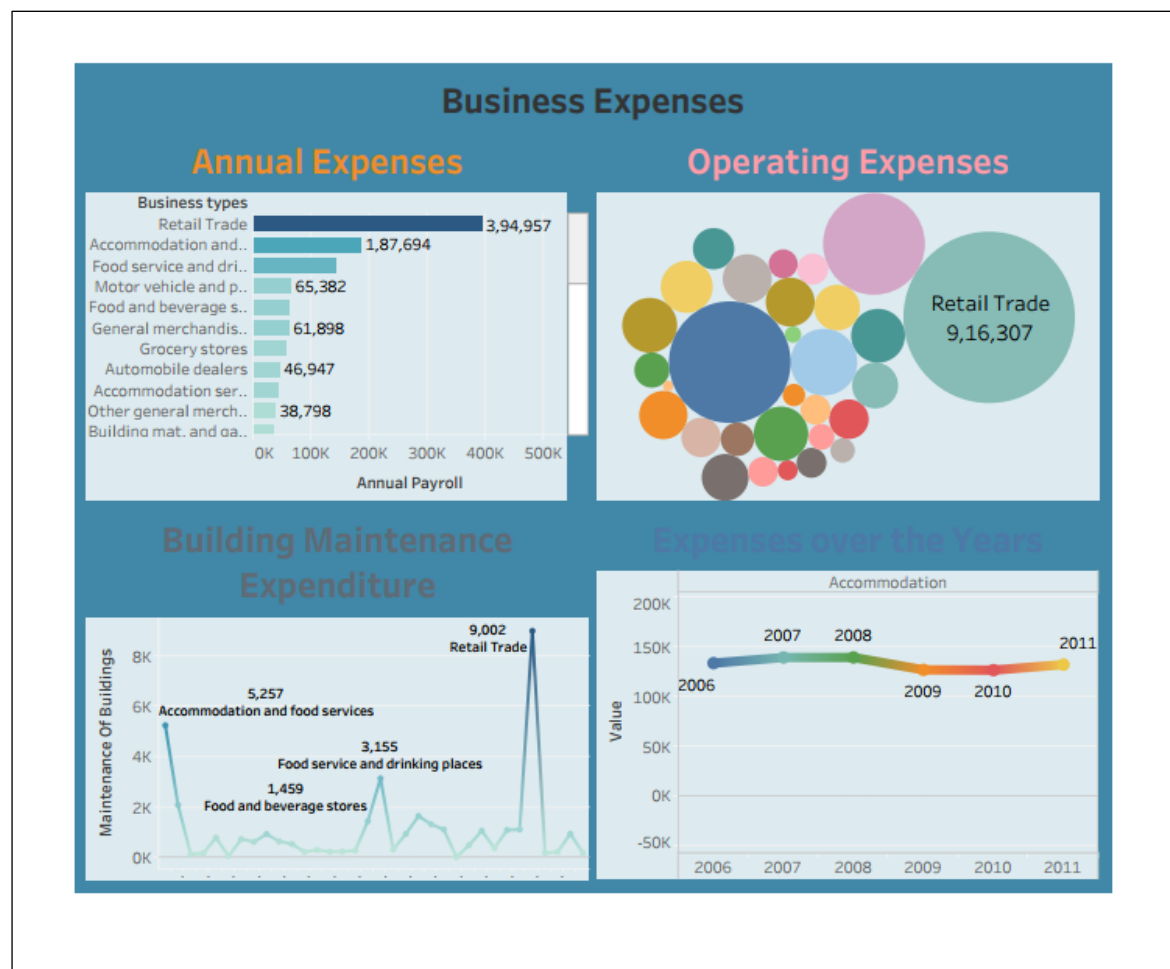 Business Expenses
Annual Expenses
Business types
Retail Trade
3,94,957
Accommodation and..
1,87,694
Food service and dri..
Motor vehicle and p..
65,382
Food and beverage s..
General merchandis..
61,898
Grocery stores
Automobile dealers
46,947
Accommodation ser..
Other general merch..
38,798
Building mat. and ga..
0K 100K 200K 300K 400K 500K
Annual Payroll
Operating Expenses
Retail Trade
9,16,307
Building Maintenance
Expenditure
Maintenance Of Buildings
8K
6K
4K
2K
0K
9,002
Retail Trade
5,257
Accommodation and food services
3,155
Food service and drinking places
1,459
Food and beverage stores
Expenses over the Years
Accommodation
Value
200K
150K
100K
50K
0K
-50K
2006
2007
2008
2009
2010
2011
2006 2007 2008 2009 2010 2011